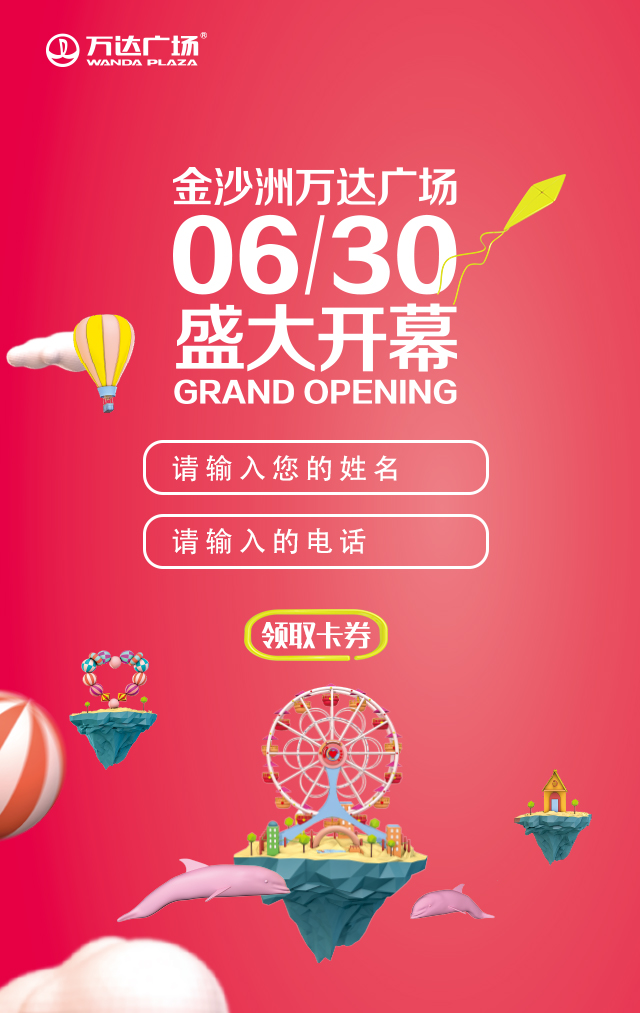 万达广场®
WANDA PLAZA
金沙洲万达广场
06/30
盛大开幕
GRAND OPENING
请输入您的姓名
请输入的电话
领取卡券